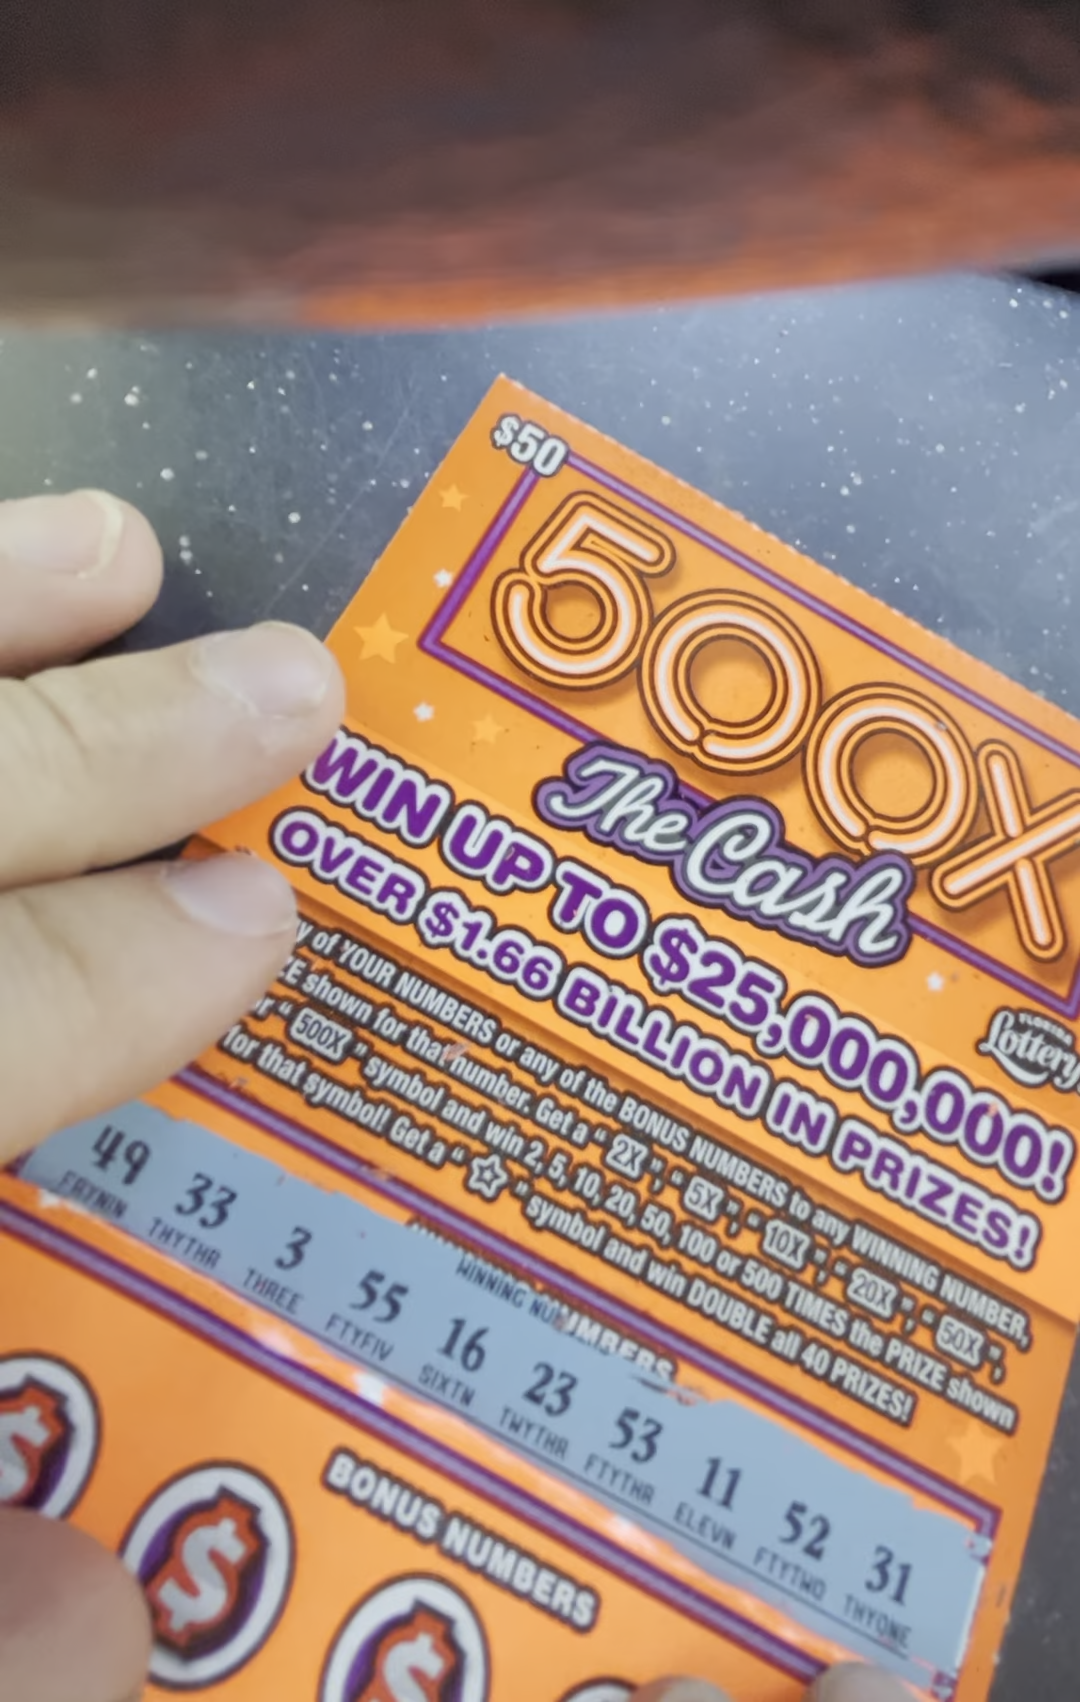 $50
500X
The Cash
WIN UP TO $25,000,000!
OVER $1.66 BILLION IN PRIZES!
FLORIDA
Lottery
of YOUR NUMBERS or any of the BONUS NUMBERS to any WINNING NUMBER,
shown for that number. Get a "2X", "5X", "10X", "20X", "50X",
"500X" symbol and win 2, 5, 10, 20, 50, 100 or 500 TIMES the PRIZE shown
for that symbol! Get a "☆" symbol and win DOUBLE all 40 PRIZES!
WINNING NUMBERS
49 33 3 55 16 23 53 11 52 31
FRYNIN THYTHR THREE FTYFIV SIXTN TWYTHR FTYTHR ELEVN FTYTWO THYONE
BONUS NUMBERS
$ $ $